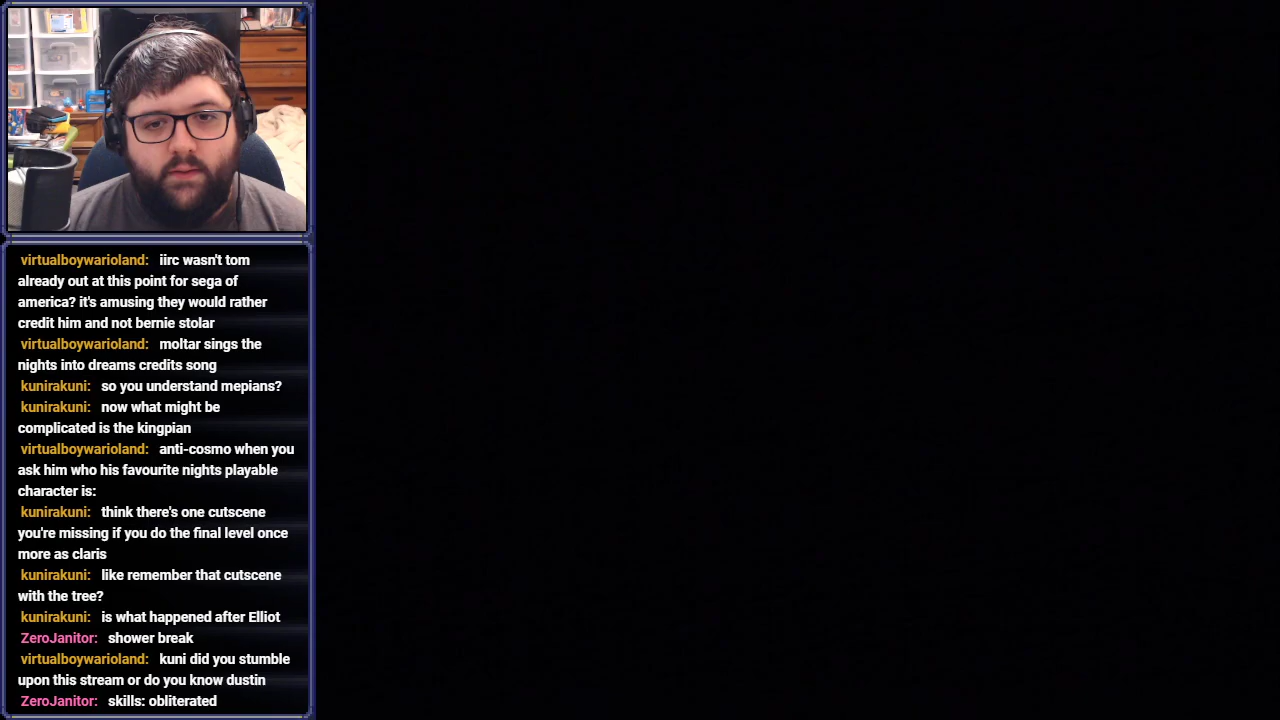 virtualboywarioland: iirc wasn't tom
already out at this point for sega of
america? it's amusing they would rather
credit him and not bernie stolar
virtualboywarioland: moltar sings the
nights into dreams credits song
kunirakuni: so you understand mepians?
kunirakuni: now what might be
complicated is the kingpian
virtualboywarioland: anti-cosmo when you
ask him who his favourite nights playable
character is:
kunirakuni: think there's one cutscene
you're missing if you do the final level once
more as claris
kunirakuni: like remember that cutscene
with the tree?
kunirakuni: is what happened after Elliot
ZeroJanitor: shower break
virtualboywarioland: kuni did you stumble
upon this stream or do you know dustin
ZeroJanitor: skills: obliterated